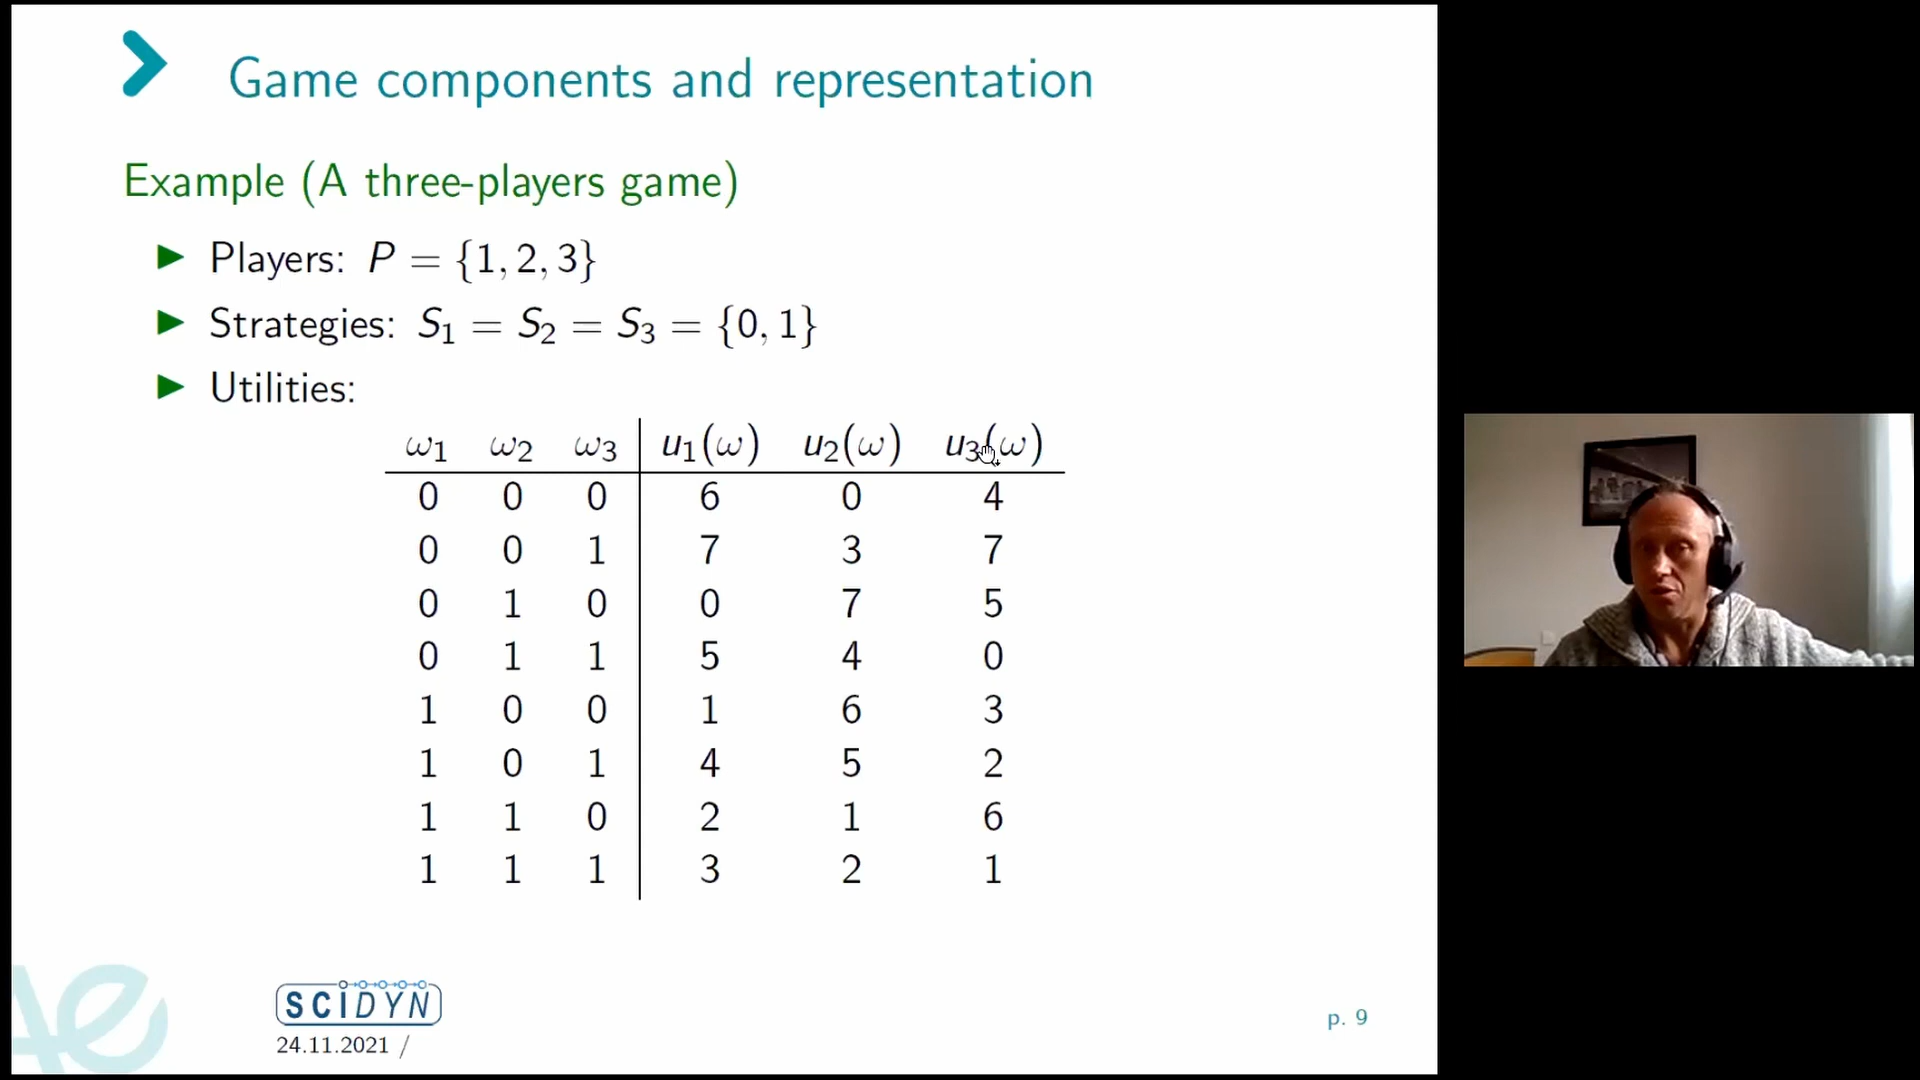 Game components and representation
Example (A three-players game)
▶ Players: P = {1, 2, 3}
▶ Strategies: S₁ = S₂ = S₃ = {0, 1}
▶ Utilities:
ω₁ ω₂ ω₃ u₁(ω) u₂(ω) u₃(ω)
0 0 0 6 0 4
0 0 1 7 3 7
0 1 0 0 7 5
0 1 1 5 4 0
1 0 0 1 6 3
1 0 1 4 5 2
1 1 0 2 1 6
1 1 1 3 2 1
SCIDYN
24.11.2021 /
p. 9